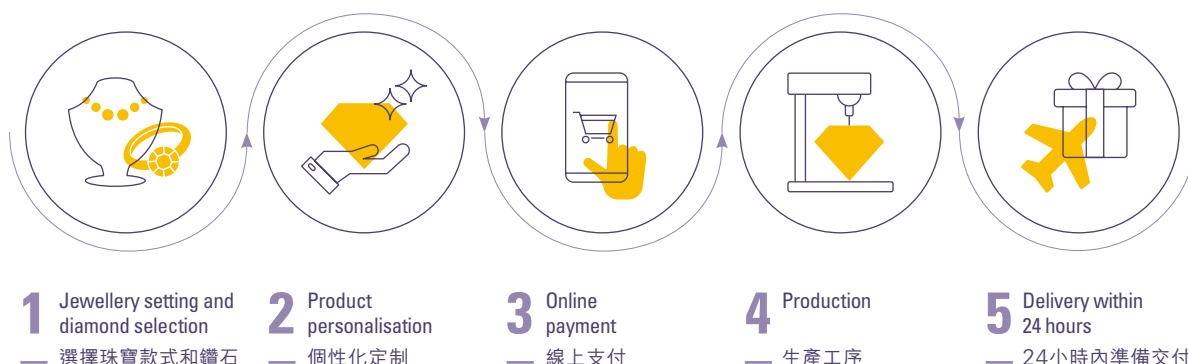 1 Jewellery setting and
diamond selection
選擇珠寶款式和鑽石
2 Product
personalisation
個性化定制
3 Online
payment
線上支付
4 Production
生產工序
5 Delivery within
24 hours
24小時內準備交付